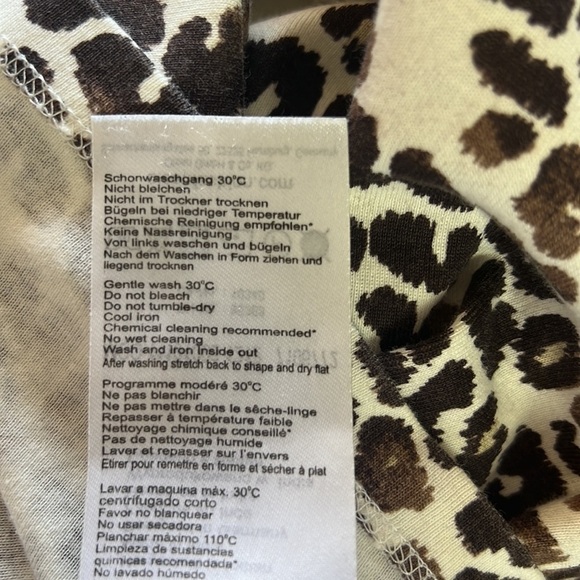 Schonwaschgang 30°C
Nicht bleichen
Nicht im Trockner trocknen
Bügeln bei niedriger Temperatur
Chemische Reinigung empfohlen*
Keine Nassreinigung
Von links waschen und bügeln
Nach dem Waschen in Form ziehen und
liegend trocknen
Gentle wash 30°C
Do not bleach
Do not tumble-dry
Cool iron
Chemical cleaning recommended*
No wet cleaning
Wash and iron inside out
After washing stretch back to shape and dry flat
Programme modéré 30°C
Ne pas blanchir
Ne pas mettre dans le sêche-linge
Repasser à température faible
Nettoyage chimique conseillé*
Pas de nettoyage humide
Laver et repasser sur l'envers
Etirer pour remettre en forme et sécher à plat
Lavar a maquina máx. 30°C
centrifugado corto
Favor no blanquear
No usar secadora
Planchar máximo 110°C
Limpieza de sustancias
quimicas recomendada*
No lavado húmedo